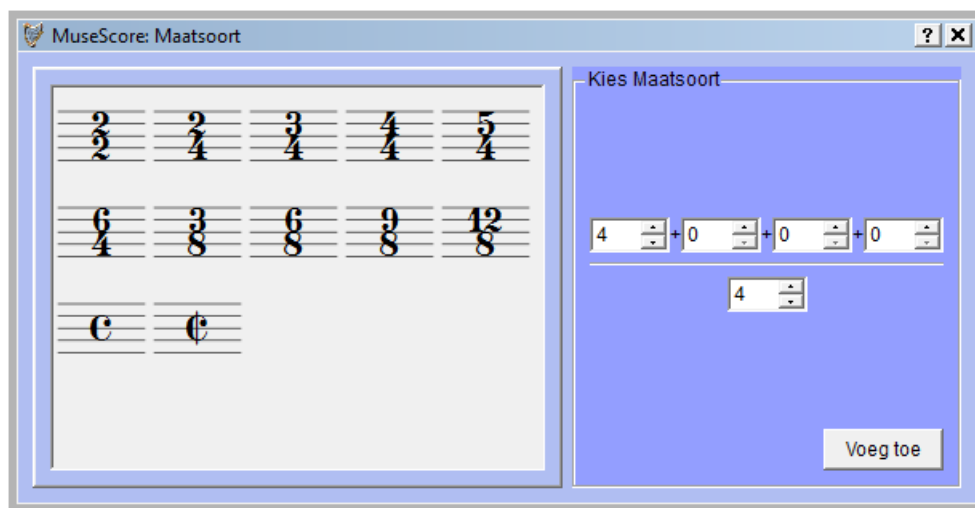 MuseScore: Maatsoort
Kies Maatsoort
2 2 3 4 5
2 4 4 4 4
6 3 6 9 12
4 8 8 8 8
4 + 0 + 0 + 0
4
Voeg toe